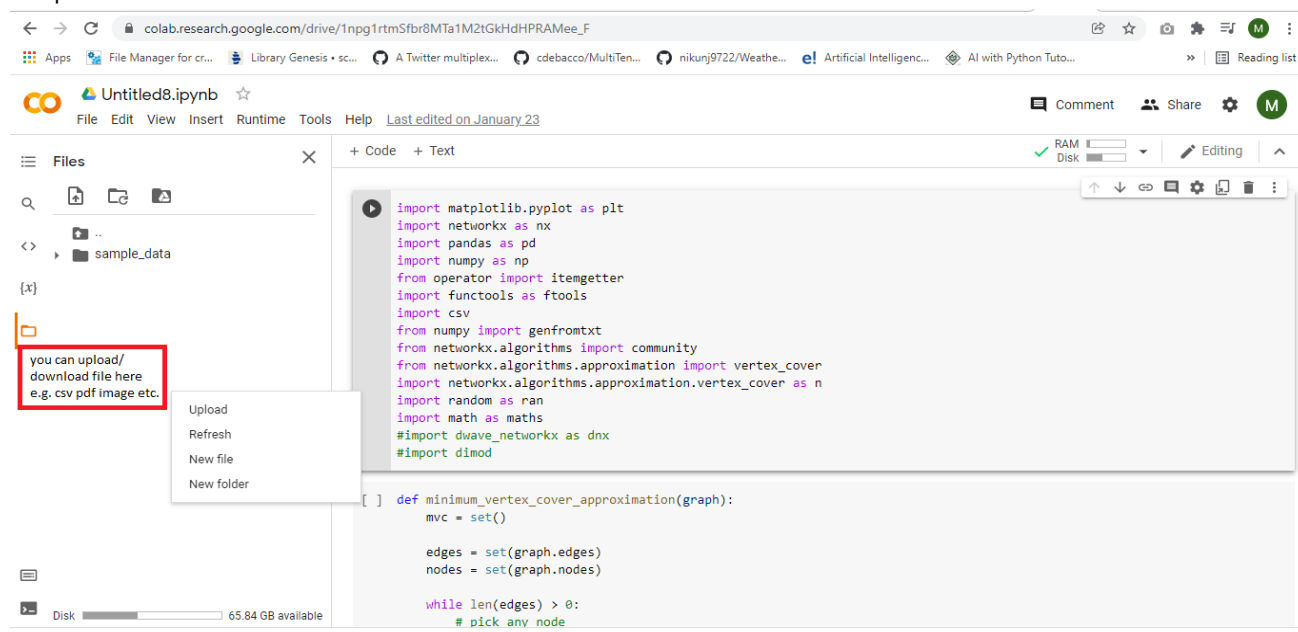 colab.research.google.com/drive/1npg1rtmSfbr8MTa1M2tGkHdHPRAMee_F
M
Apps File Manager for cr... Library Genesis • sc... A Twitter multiplex... cdebacco/MultiTen... nikunj9722/Weathe... e! Artificial Intelligenc... AI with Python Tuto... » Reading list
CO Untitled8.ipynb
Comment Share M
File Edit View Insert Runtime Tools Help Last edited on January 23
Files
+ Code + Text
RAM
Disk
Editing
..
sample_data
<>
{x}
you can upload/
download file here
e.g. csv pdf image etc.
Upload
Refresh
New file
New folder
Disk 65.84 GB available
import matplotlib.pyplot as plt
import networkx as nx
import pandas as pd
import numpy as np
from operator import itemgetter
import functools as ftools
import csv
from numpy import genfromtxt
from networkx.algorithms import community
from networkx.algorithms.approximation import vertex_cover
import networkx.algorithms.approximation.vertex_cover as n
import random as ran
import math as maths
#import dwave_networkx as dnx
#import dimod
[ ] def minimum_vertex_cover_approximation(graph):
mvc = set()
edges = set(graph.edges)
nodes = set(graph.nodes)
while len(edges) > 0:
# pick any node